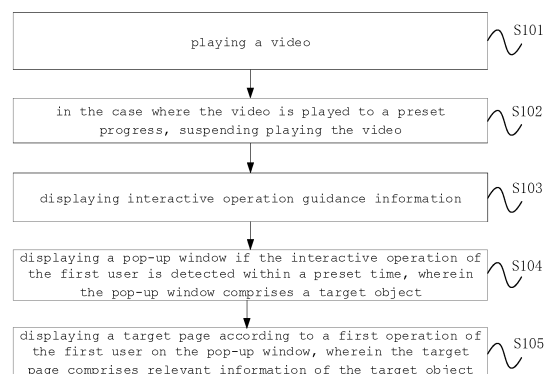 playing a video
S101
in the case where the video is played to a preset
progress, suspending playing the video
S102
displaying interactive operation guidance information
S103
displaying a pop-up window if the interactive operation of
the first user is detected within a preset time, wherein
the pop-up window comprises a target object
S104
displaying a target page according to a first operation of
the first user on the pop-up window, wherein the target
page comprises relevant information of the target object
S105